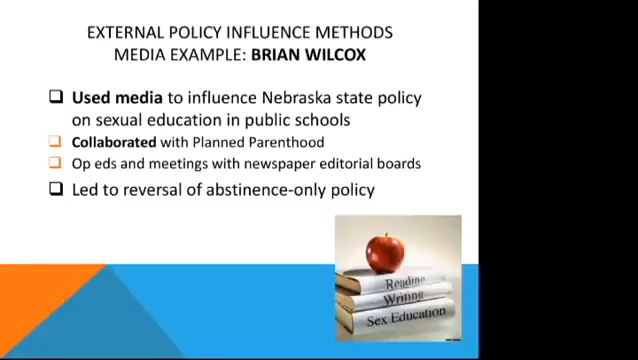 EXTERNAL POLICY INFLUENCE METHODS
MEDIA EXAMPLE: BRIAN WILCOX
Used media to influence Nebraska state policy
on sexual education in public schools
Collaborated with Planned Parenthood
Op eds and meetings with newspaper editorial boards
Led to reversal of abstinence-only policy
Reading
Writing
Sex Education